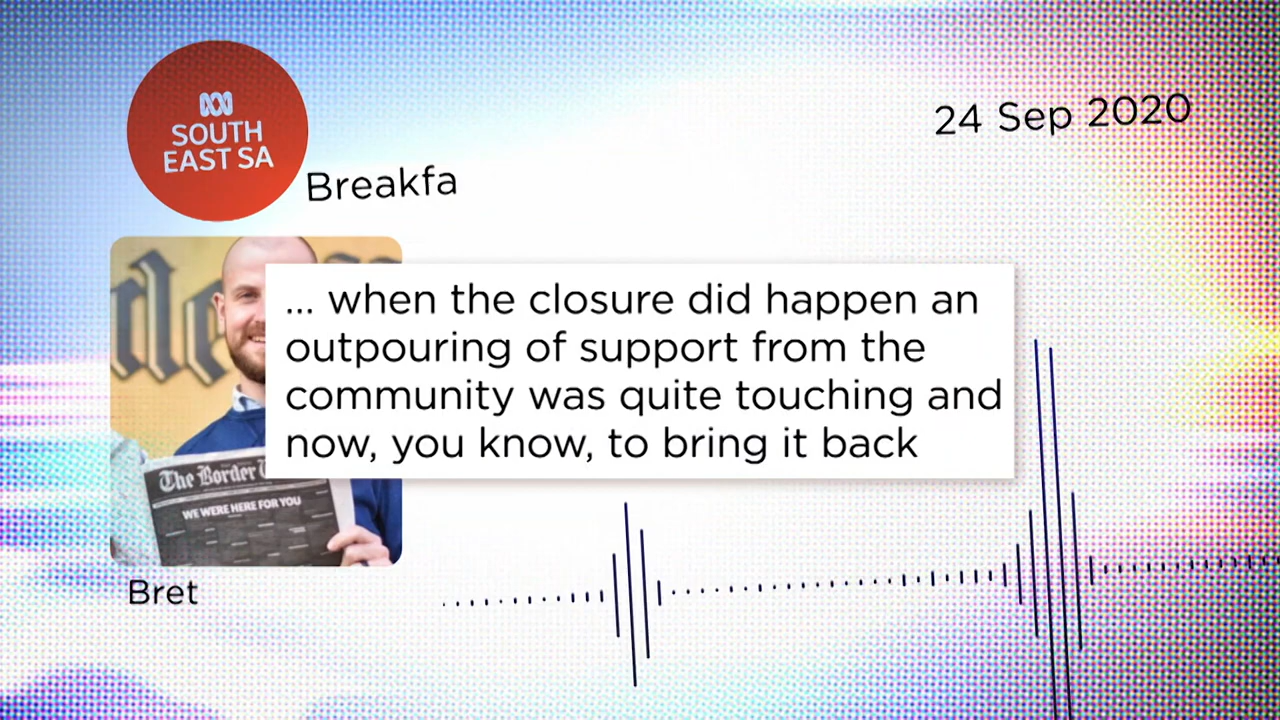 SOUTH
EAST SA
24 Sep 2020
Breakfa
... when the closure did happen an
outpouring of support from the
community was quite touching and
now, you know, to bring it back
The Border
WE WERE HERE FOR YOU
Bret